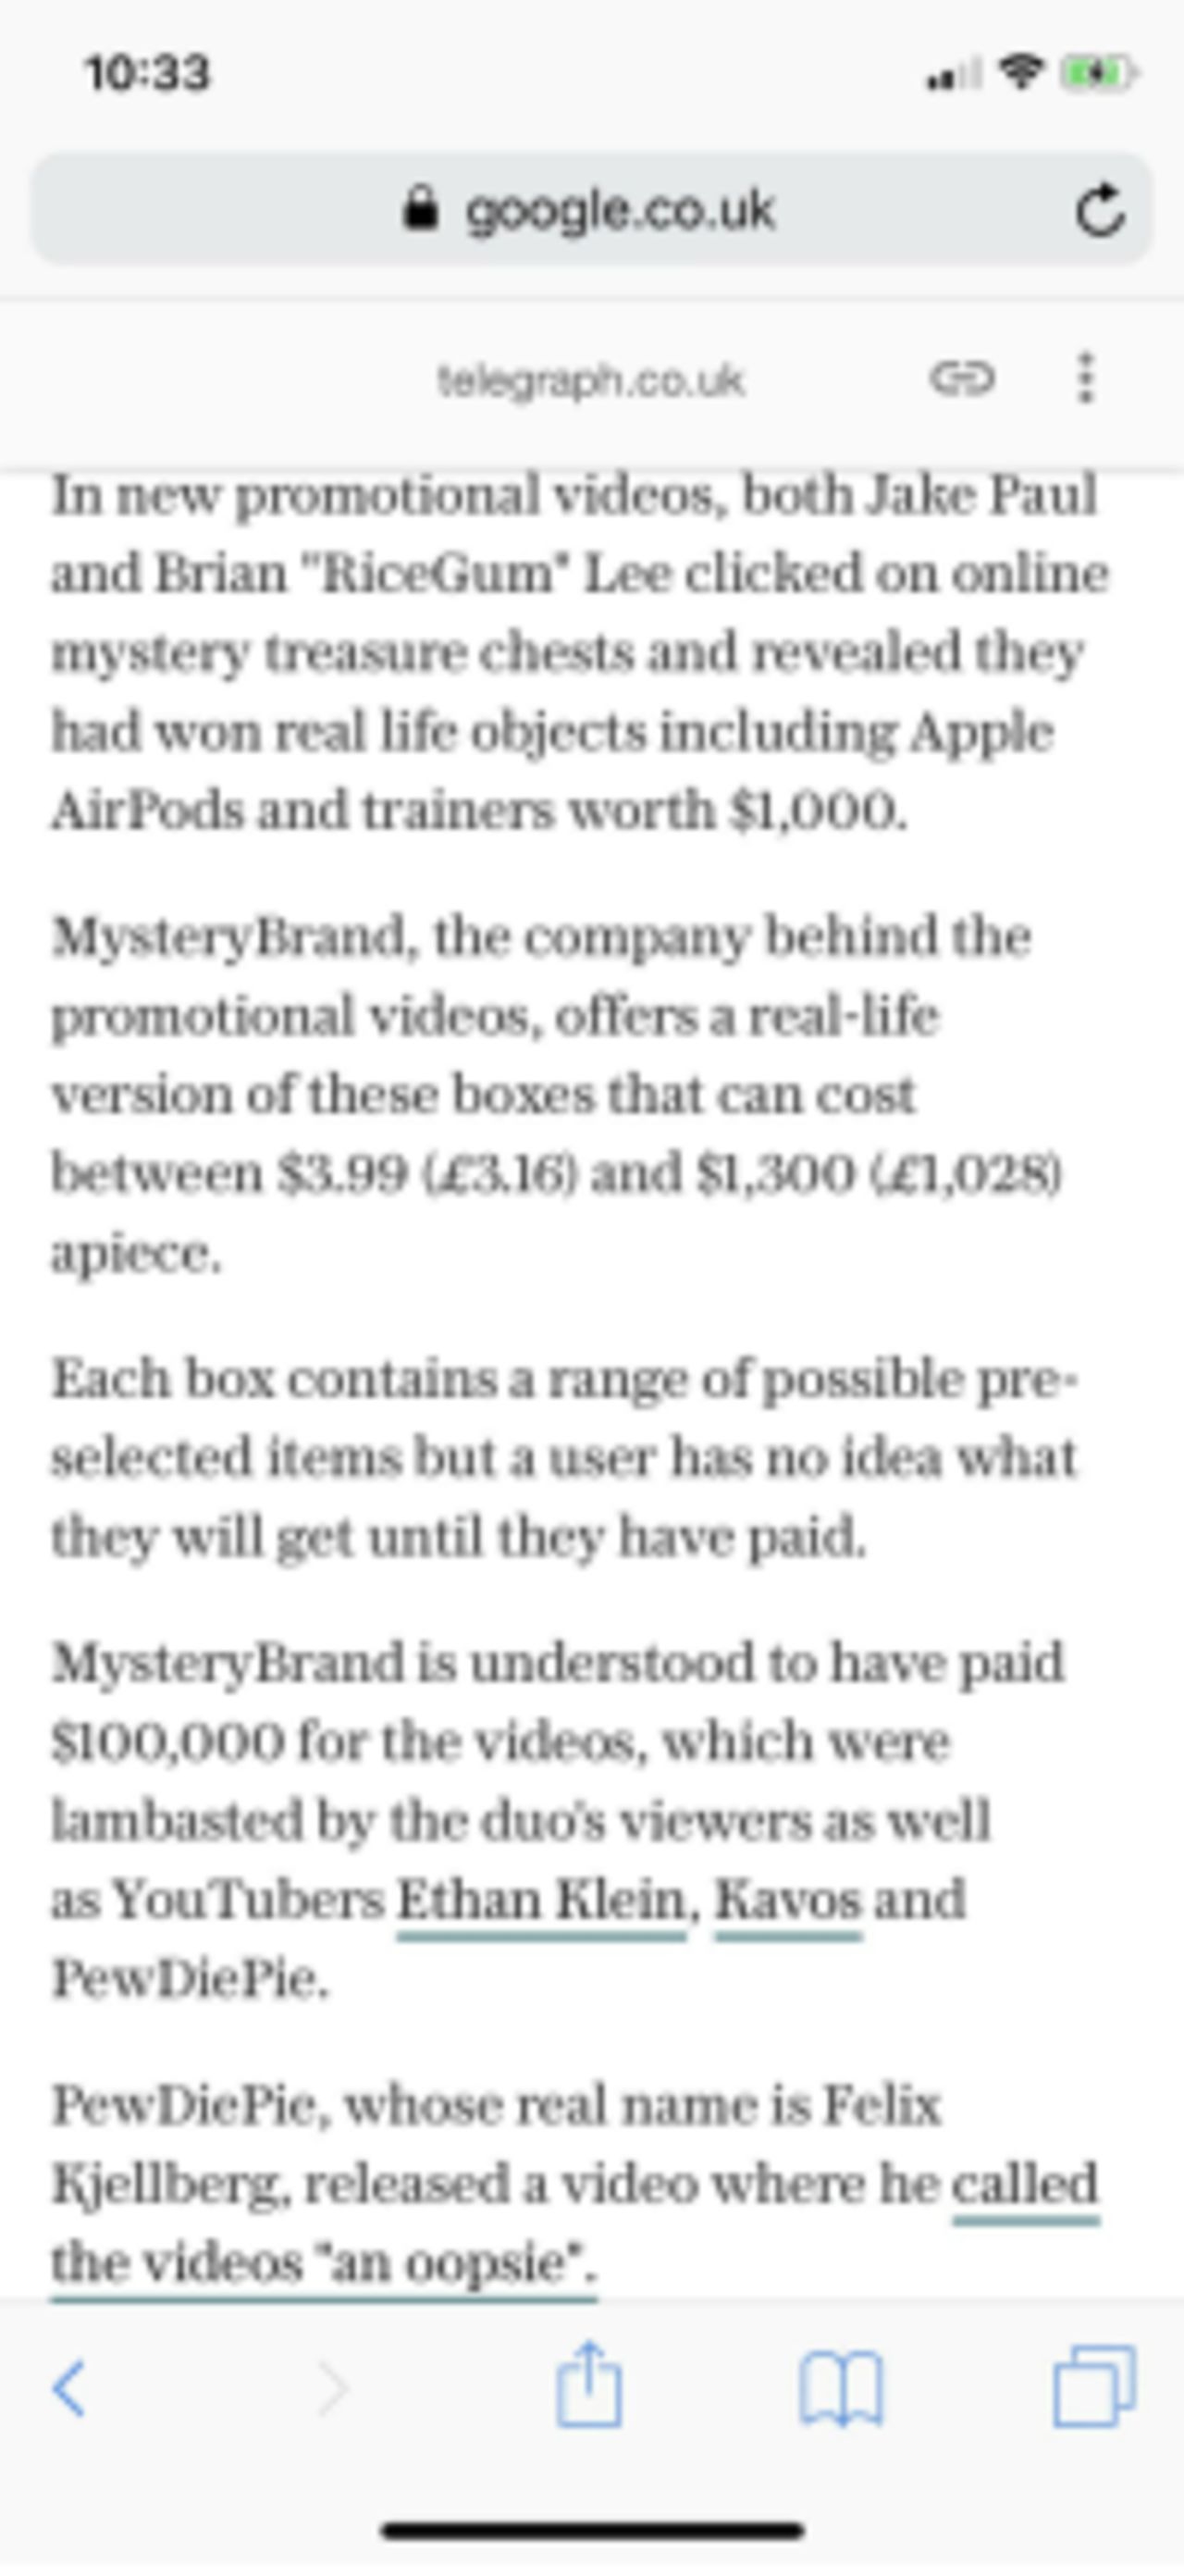 10:33
google.co.uk
telegraph.co.uk
In new promotional videos, both Jake Paul
and Brian "RiceGum" Lee clicked on online
mystery treasure chests and revealed they
had won real life objects including Apple
AirPods and trainers worth $1,000.
MysteryBrand, the company behind the
promotional videos, offers a real-life
version of these boxes that can cost
between $3.99 (£3.16) and $1,300 (£1,028)
apiece.
Each box contains a range of possible pre-
selected items but a user has no idea what
they will get until they have paid.
MysteryBrand is understood to have paid
$100,000 for the videos, which were
lambasted by the duo's viewers as well
as YouTubers Ethan Klein, Kavos and
PewDiePie.
PewDiePie, whose real name is Felix
Kjellberg, released a video where he called
the videos "an oopsie".